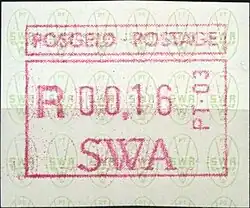 POSGELD - POSTAGE
R 00,16
PT-03
SWA